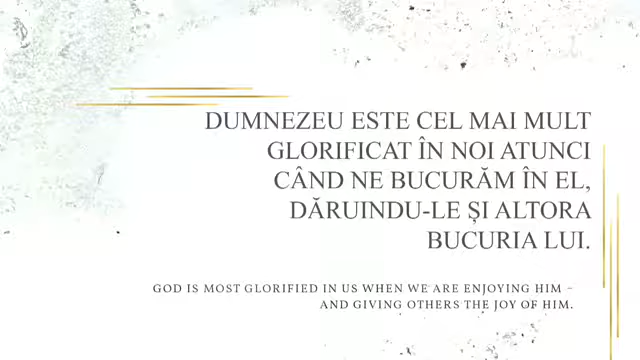 DUMNEZEU ESTE CEL MAI MULT
GLORIFICAT ÎN NOI ATUNCI
CÂND NE BUCURĂM ÎN EL,
DĂRUINDU-LE ȘI ALTORA
BUCURIA LUI.
GOD IS MOST GLORIFIED IN US WHEN WE ARE ENJOYING HIM –
AND GIVING OTHERS THE JOY OF HIM.